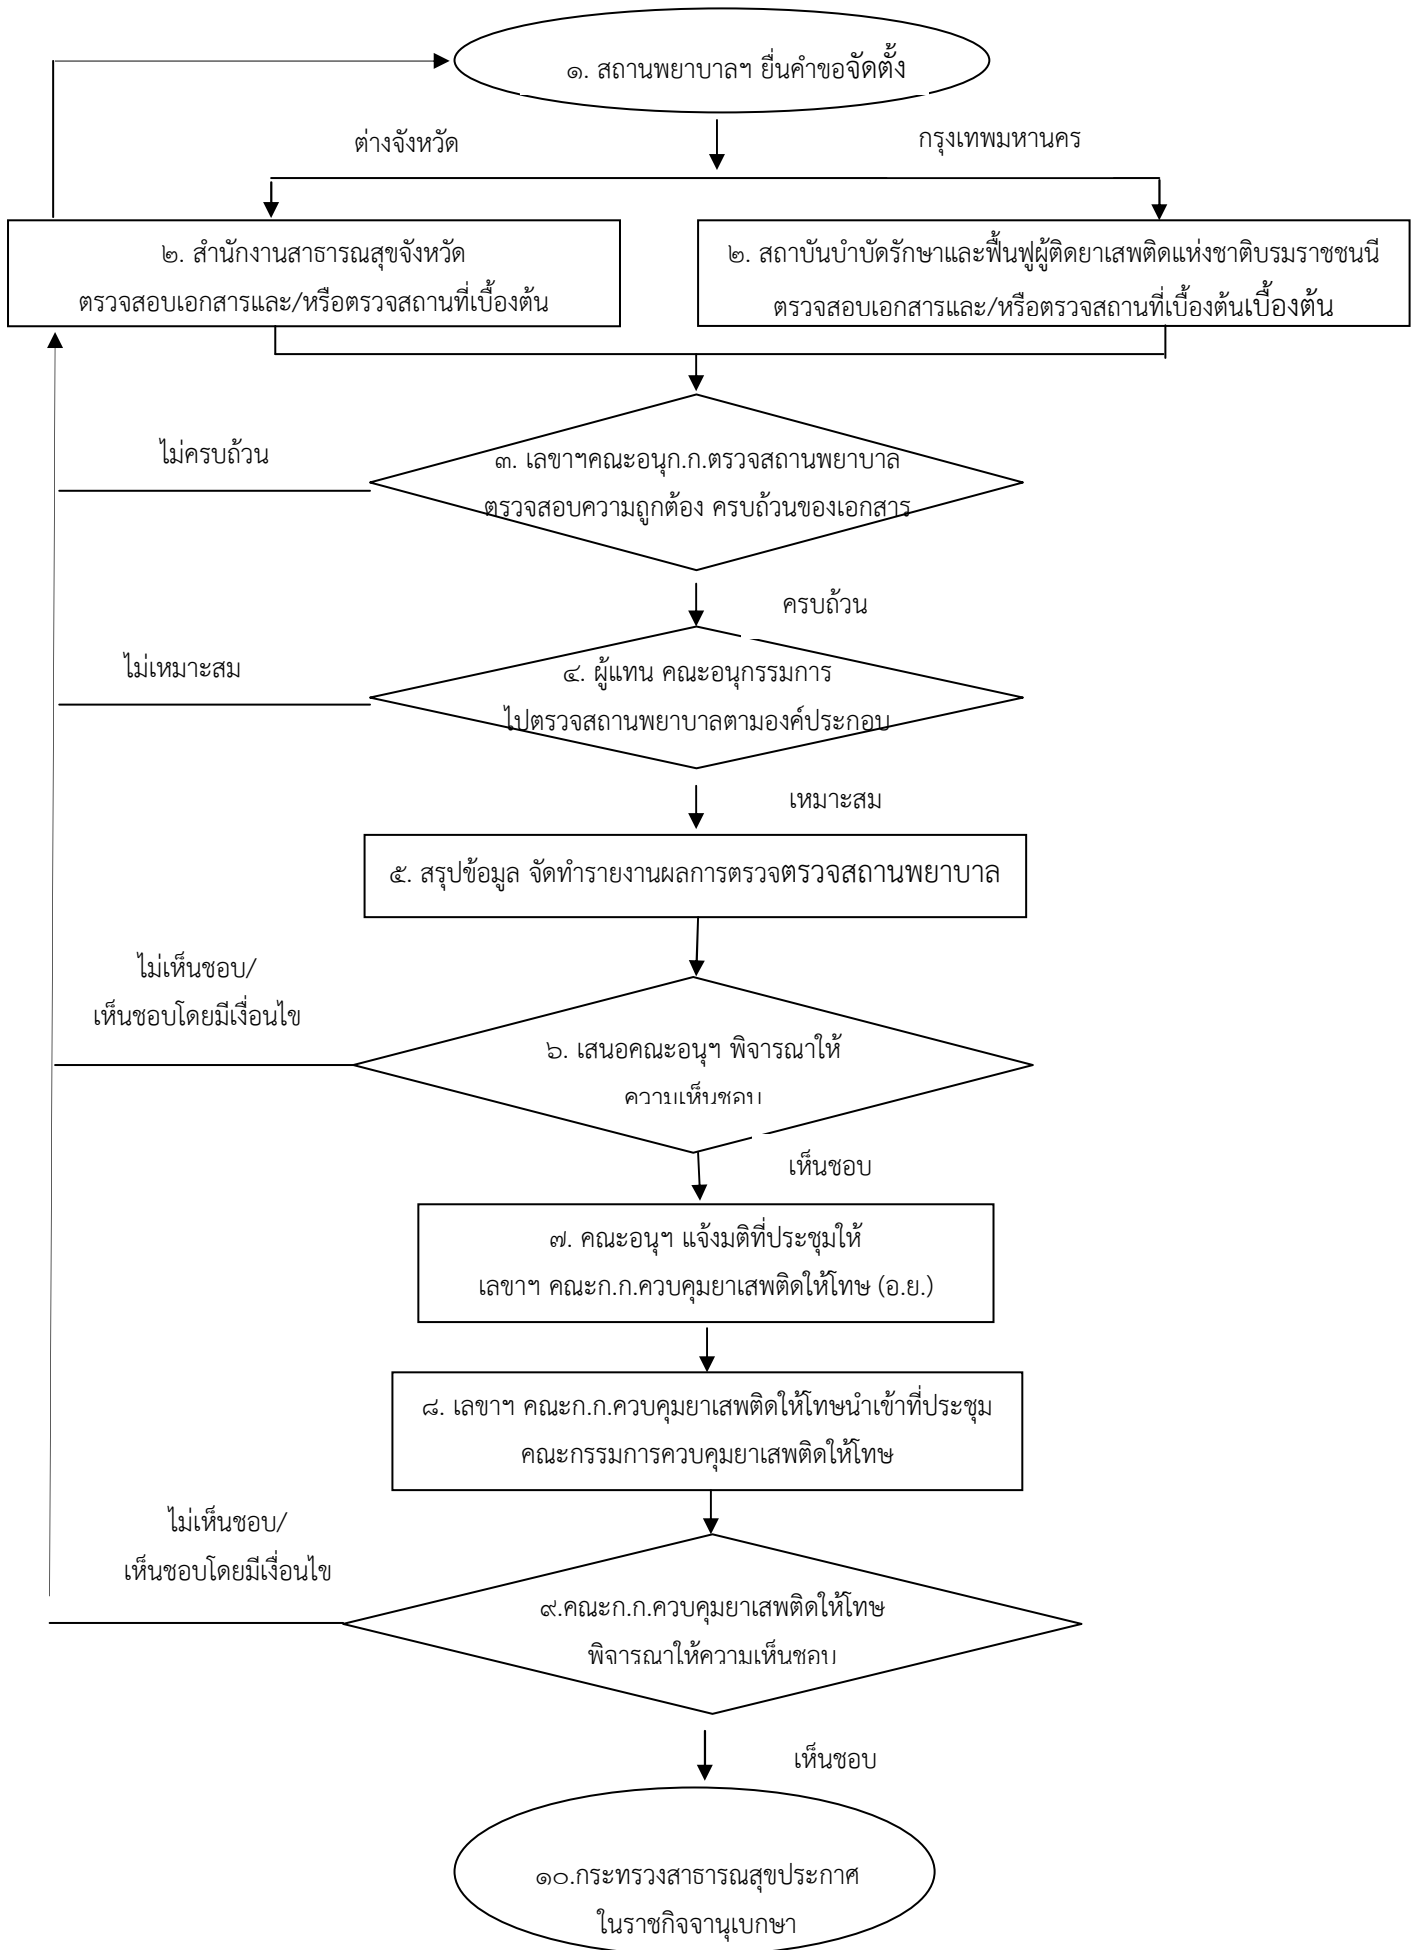 ๑. สถานพยาบาลฯ ยื่นคำขอจัดตั้ง
ต่างจังหวัด
กรุงเทพมหานคร
๒. สำนักงานสาธารณสุขจังหวัด
ตรวจสอบเอกสารและ/หรือตรวจสถานที่เบื้องต้น
๒. สถาบันบำบัดรักษาและฟื้นฟูผู้ติดยาเสพติดแห่งชาติบรมราชชนนี
ตรวจสอบเอกสารและ/หรือตรวจสถานที่เบื้องต้นเบื้องต้น
ไม่ครบถ้วน
๓. เลขาฯคณะอนุก.ก.ตรวจสถานพยาบาล
ตรวจสอบความถูกต้อง ครบถ้วนของเอกสาร
ครบถ้วน
ไม่เหมาะสม
๔. ผู้แทน คณะอนุกรรมการ
ไปตรวจสถานพยาบาลตามองค์ประกอบ
เหมาะสม
๕. สรุปข้อมูล จัดทำรายงานผลการตรวจตรวจสถานพยาบาล
ไม่เห็นชอบ/
เห็นชอบโดยมีเงื่อนไข
๖. เสนอคณะอนุฯ พิจารณาให้
ความเห็นชอบ
เห็นชอบ
๗. คณะอนุฯ แจ้งมติที่ประชุมให้
เลขาฯ คณะก.ก.ควบคุมยาเสพติดให้โทษ (อ.ย.)
๘. เลขาฯ คณะก.ก.ควบคุมยาเสพติดให้โทษนำเข้าที่ประชุม
คณะกรรมการควบคุมยาเสพติดให้โทษ
ไม่เห็นชอบ/
เห็นชอบโดยมีเงื่อนไข
๙.คณะก.ก.ควบคุมยาเสพติดให้โทษ
พิจารณาให้ความเห็นชอบ
เห็นชอบ
๑๐.กระทรวงสาธารณสุขประกาศ
ในราชกิจจานุเบกษา